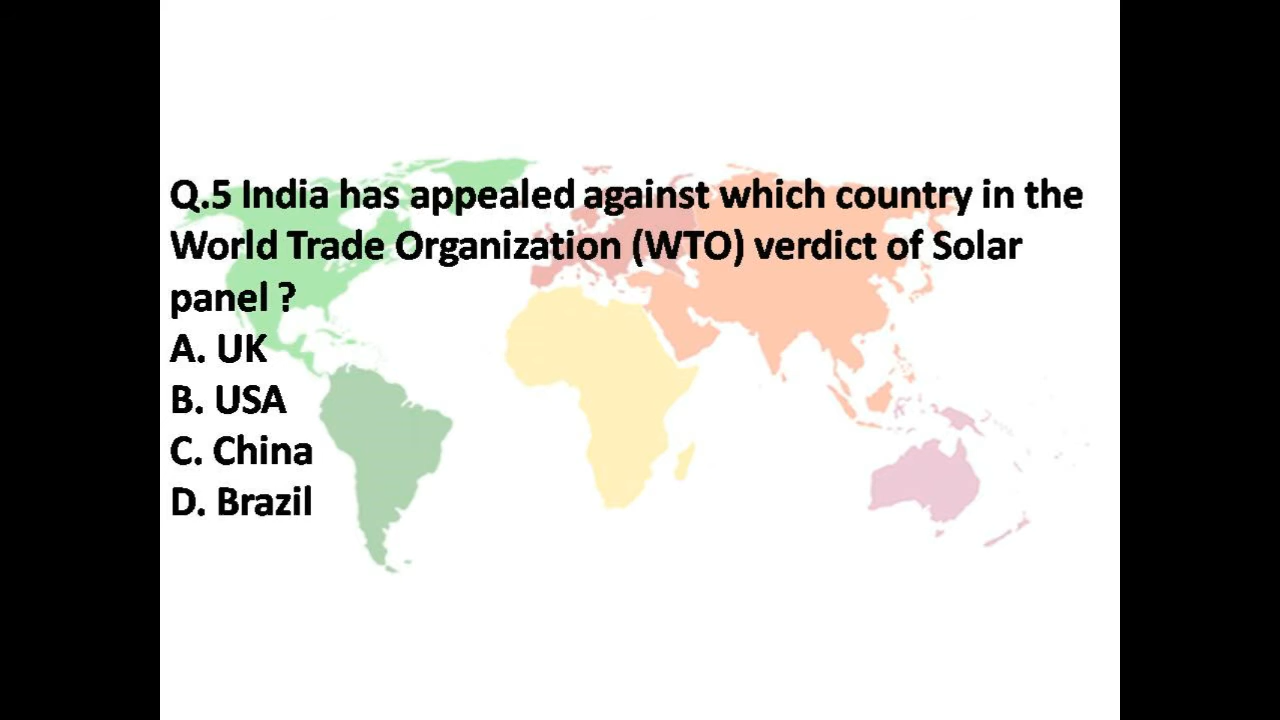 Q.5 India has appealed against which country in the
World Trade Organization (WTO) verdict of Solar
panel ?
A. UK
B. USA
C. China
D. Brazil